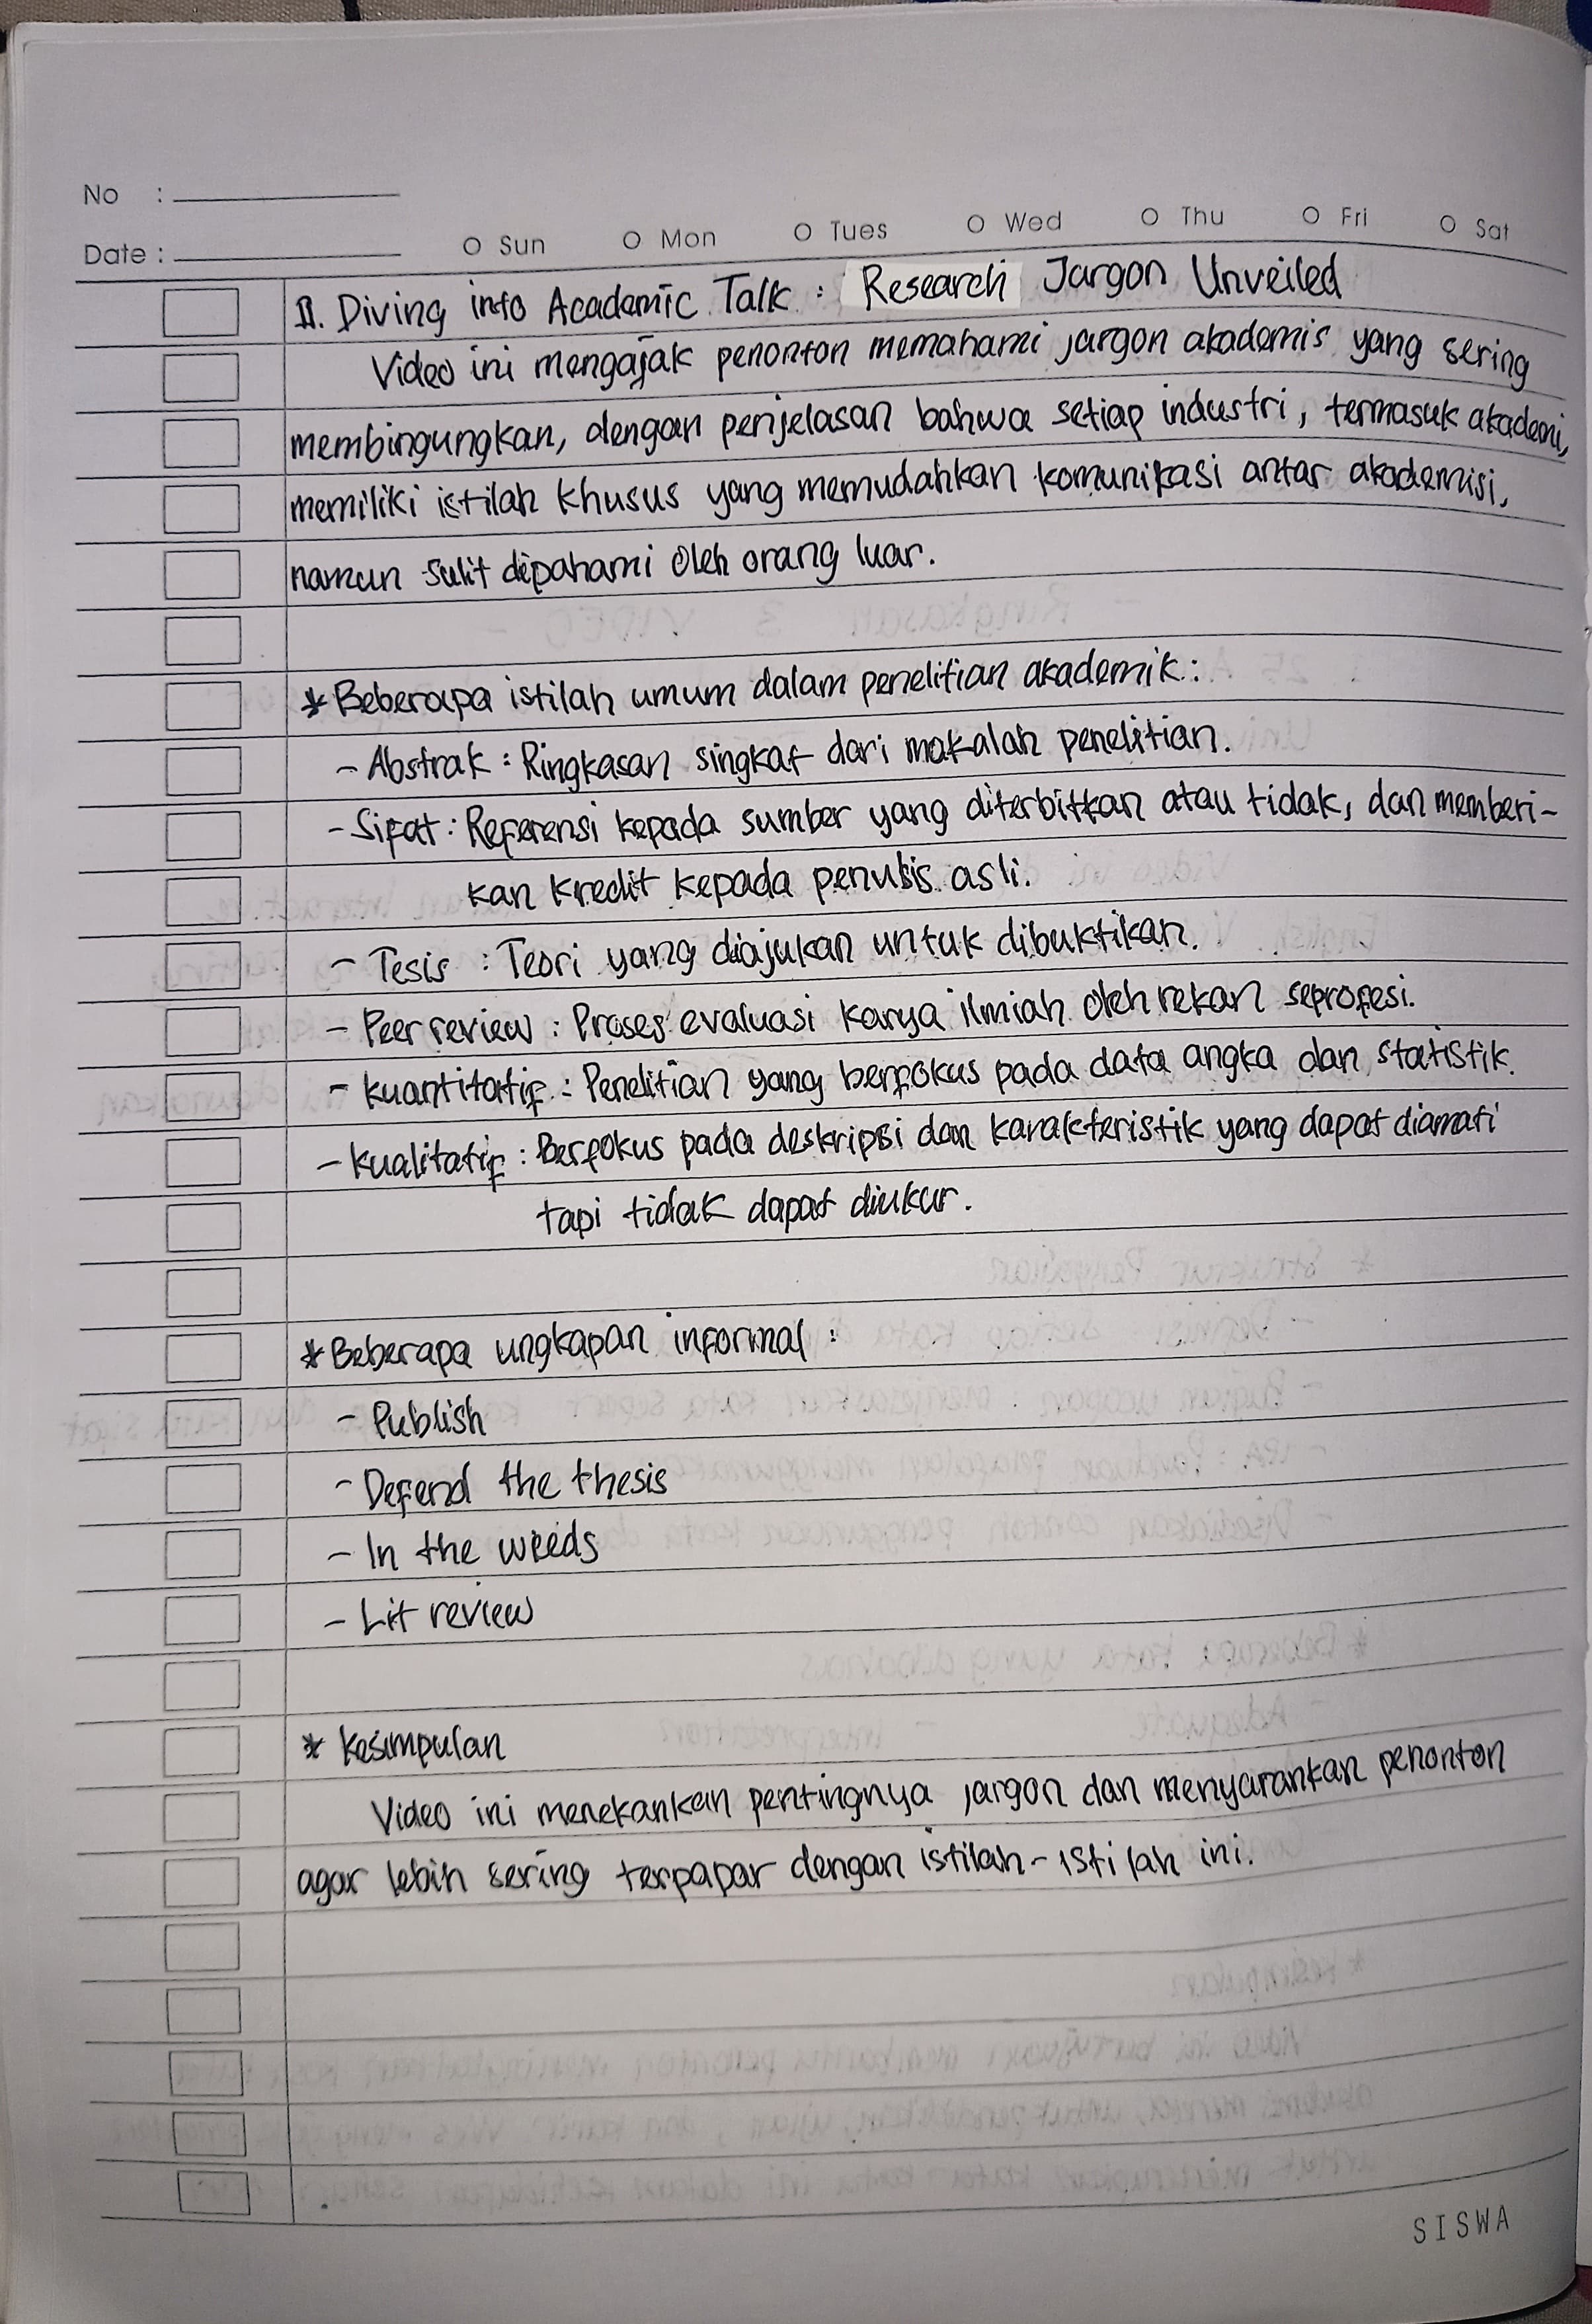 No :
Date :
Sun Mon Tues Wed Thu Fri Sat
II. Diving into Academic Talk : Research Jargon Unveiled
Video ini mengajak penonton memahami jargon akademis yang sering
membingungkan, dengan penjelasan bahwa setiap industri, termasuk akademi,
memiliki istilah khusus yang memudahkan komunikasi antar akademisi,
namun sulit dipahami oleh orang luar.
* Beberapa istilah umum dalam penelitian akademik :
- Abstrak : Ringkasan singkat dari makalah penelitian.
- Sifat : Referensi kepada sumber yang diterbitkan atau tidak, dan memberi-
kan kredit kepada penulis asli.
- Tesis : Teori yang diajukan untuk dibuktikan.
- Peer review : Proses evaluasi karya ilmiah oleh rekan seprofesi.
- Kuantitatif : Penelitian yang berfokus pada data angka dan statistik.
- Kualitatif : Berfokus pada deskripsi dan karakteristik yang dapat diamati
tapi tidak dapat diukur.
* Beberapa ungkapan informal :
- Publish
- Defend the thesis
- In the weeds
- Lit review
* Kesimpulan
Video ini menekankan pentingnya jargon dan menyarankan penonton
agar lebih sering terpapar dengan istilah-istilah ini.
SISWA